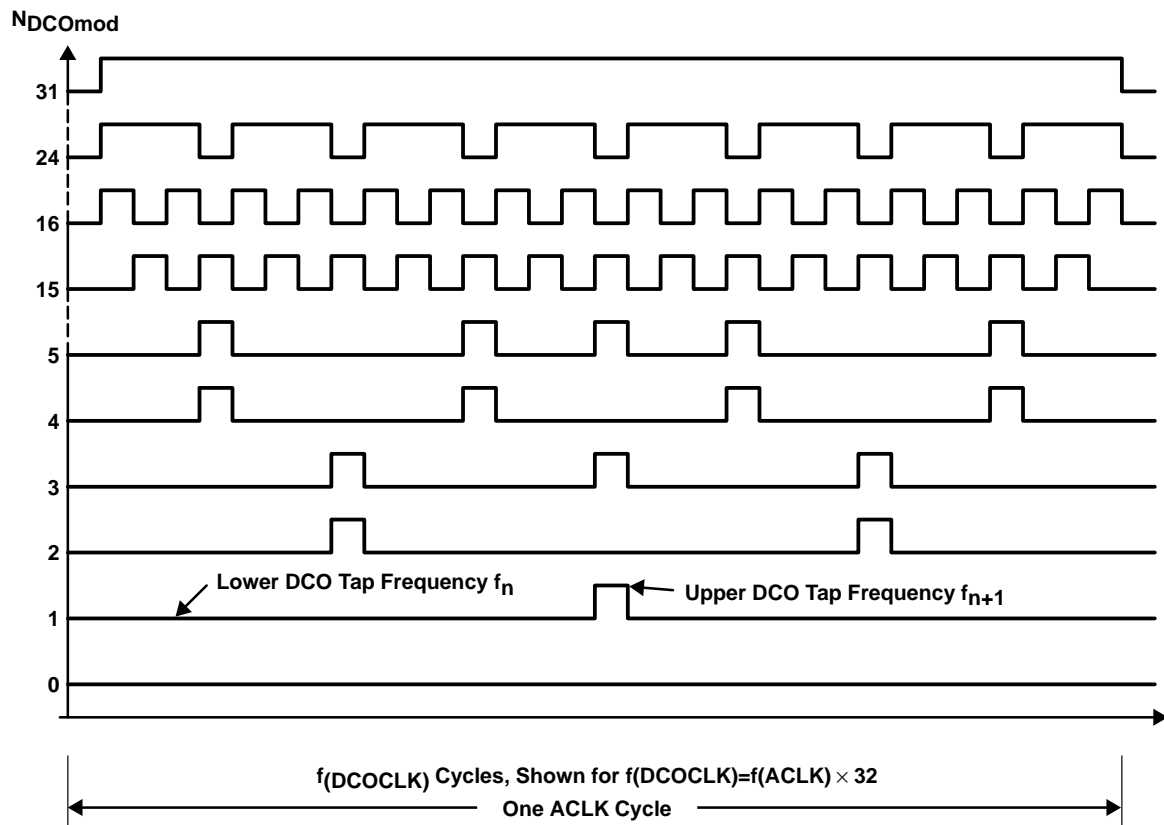 NDCOmod
31
24
16
15
5
4
3
2
Lower DCO Tap Frequency fn
Upper DCO Tap Frequency fn+1
1
0
f(DCOCLK) Cycles, Shown for f(DCOCLK)=f(ACLK) × 32
One ACLK Cycle